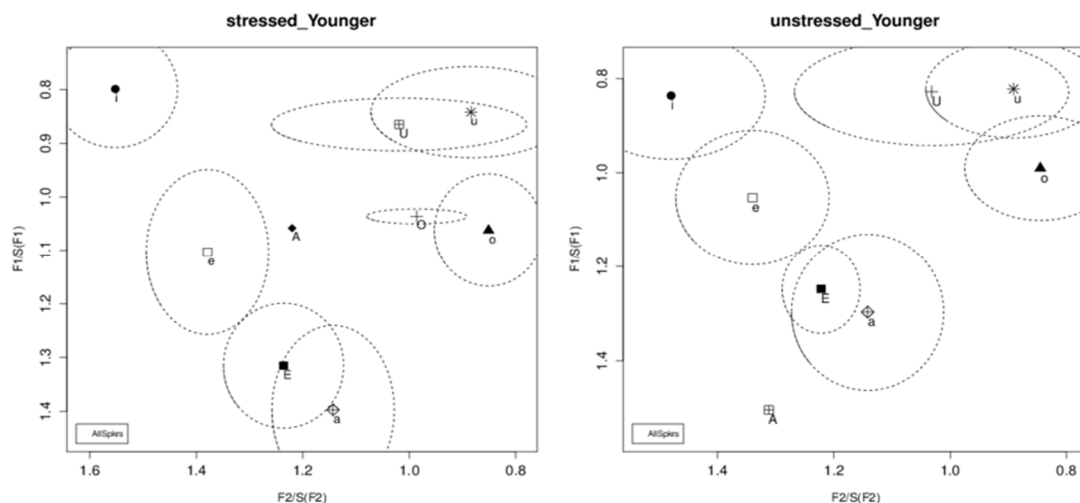 stressed_Younger
unstressed_Younger
F1/S(F1)
0.8
0.9
1.0
1.1
1.2
1.3
1.4
i
U
u
A
O
o
e
E
a
AllSpkrs
1.6
1.4
1.2
1.0
0.8
F2/S(F2)
F1/S(F1)
0.8
1.0
1.2
1.4
i
U
u
e
o
E
a
A
AllSpkrs
1.4
1.2
1.0
0.8
F2/S(F2)